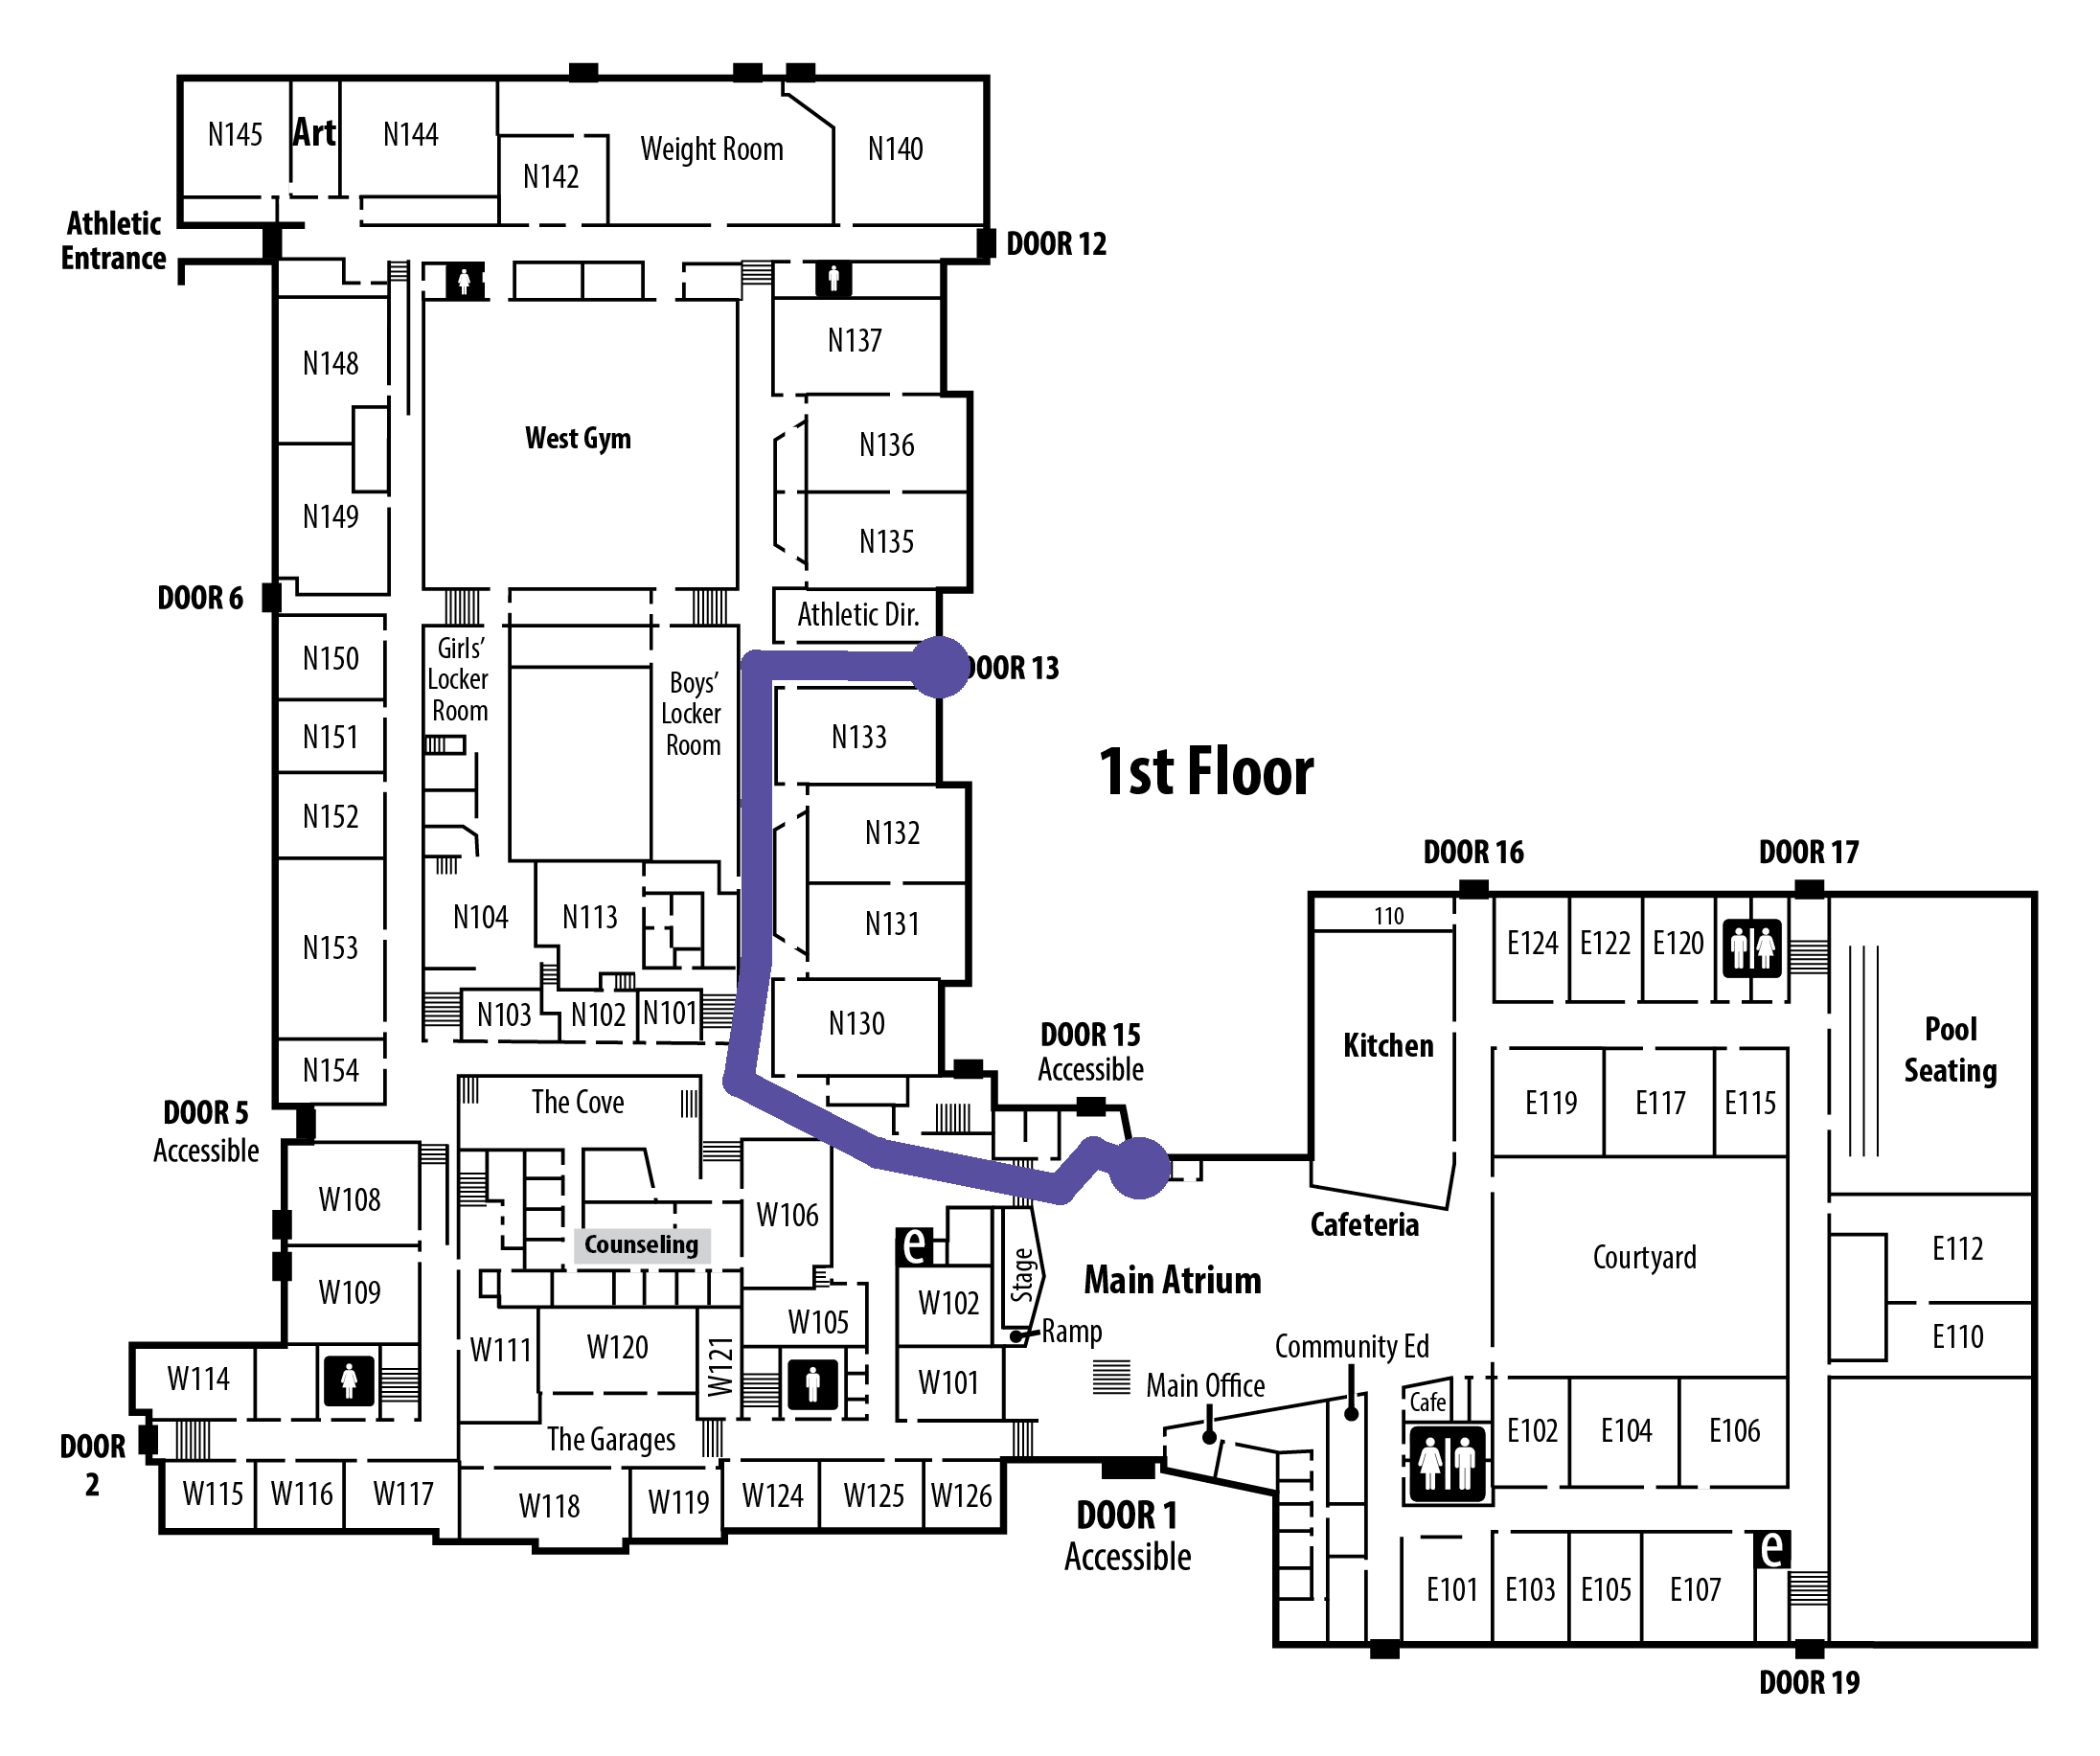 N145
Art
N144
N142
Weight Room
N140
Athletic
Entrance
DOOR 12
N148
N137
West Gym
N136
N149
N135
DOOR 6
Athletic Dir.
N150
Girls’
Locker
Room
Boys’
Locker
Room
DOOR 13
N151
N133
1st Floor
N152
N132
N153
N104
N113
N131
N154
N103
N102
N101
N130
DOOR 15
Accessible
DOOR 16
DOOR 17
110
E124
E122
E120
Kitchen
Pool
Seating
DOOR 5
Accessible
The Cove
E119
E117
E115
W108
W106
Counseling
e
Cafeteria
Courtyard
E112
W109
W102
Stage
Main Atrium
W105
Ramp
E110
W111
W120
W121
Community Ed
W114
W101
Main Office
Cafe
E102
E104
E106
DOOR
2
The Garages
W115
W116
W117
W118
W119
W124
W125
W126
DOOR 1
Accessible
e
E101
E103
E105
E107
DOOR 19